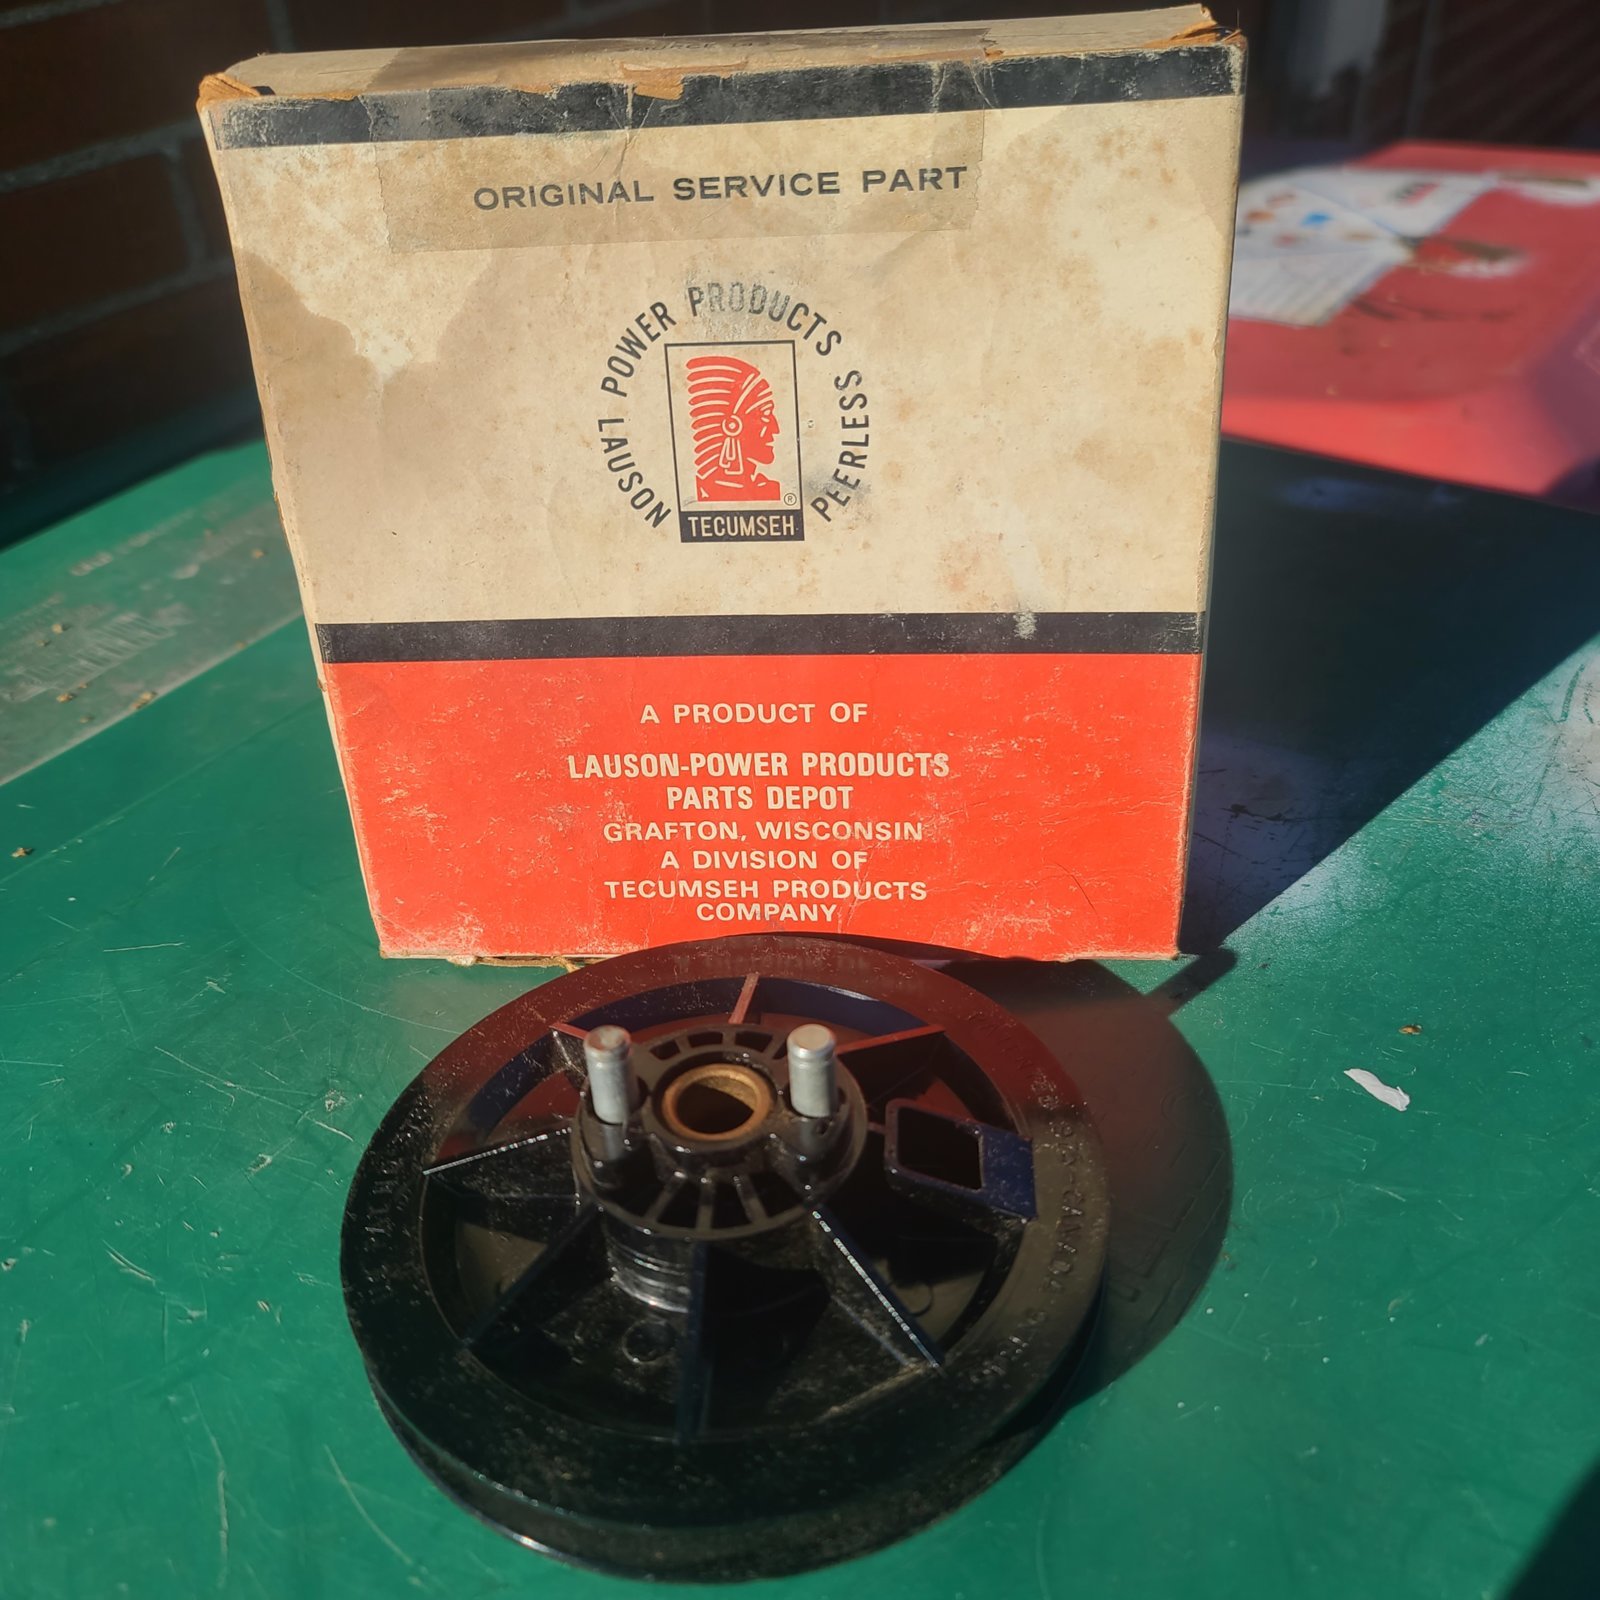 ORIGINAL SERVICE PART
LAUSON POWER PRODUCTS PEERLESS
®
TECUMSEH
A PRODUCT OF
LAUSON-POWER PRODUCTS
PARTS DEPOT
GRAFTON, WISCONSIN
A DIVISION OF
TECUMSEH PRODUCTS
COMPANY
CANADA